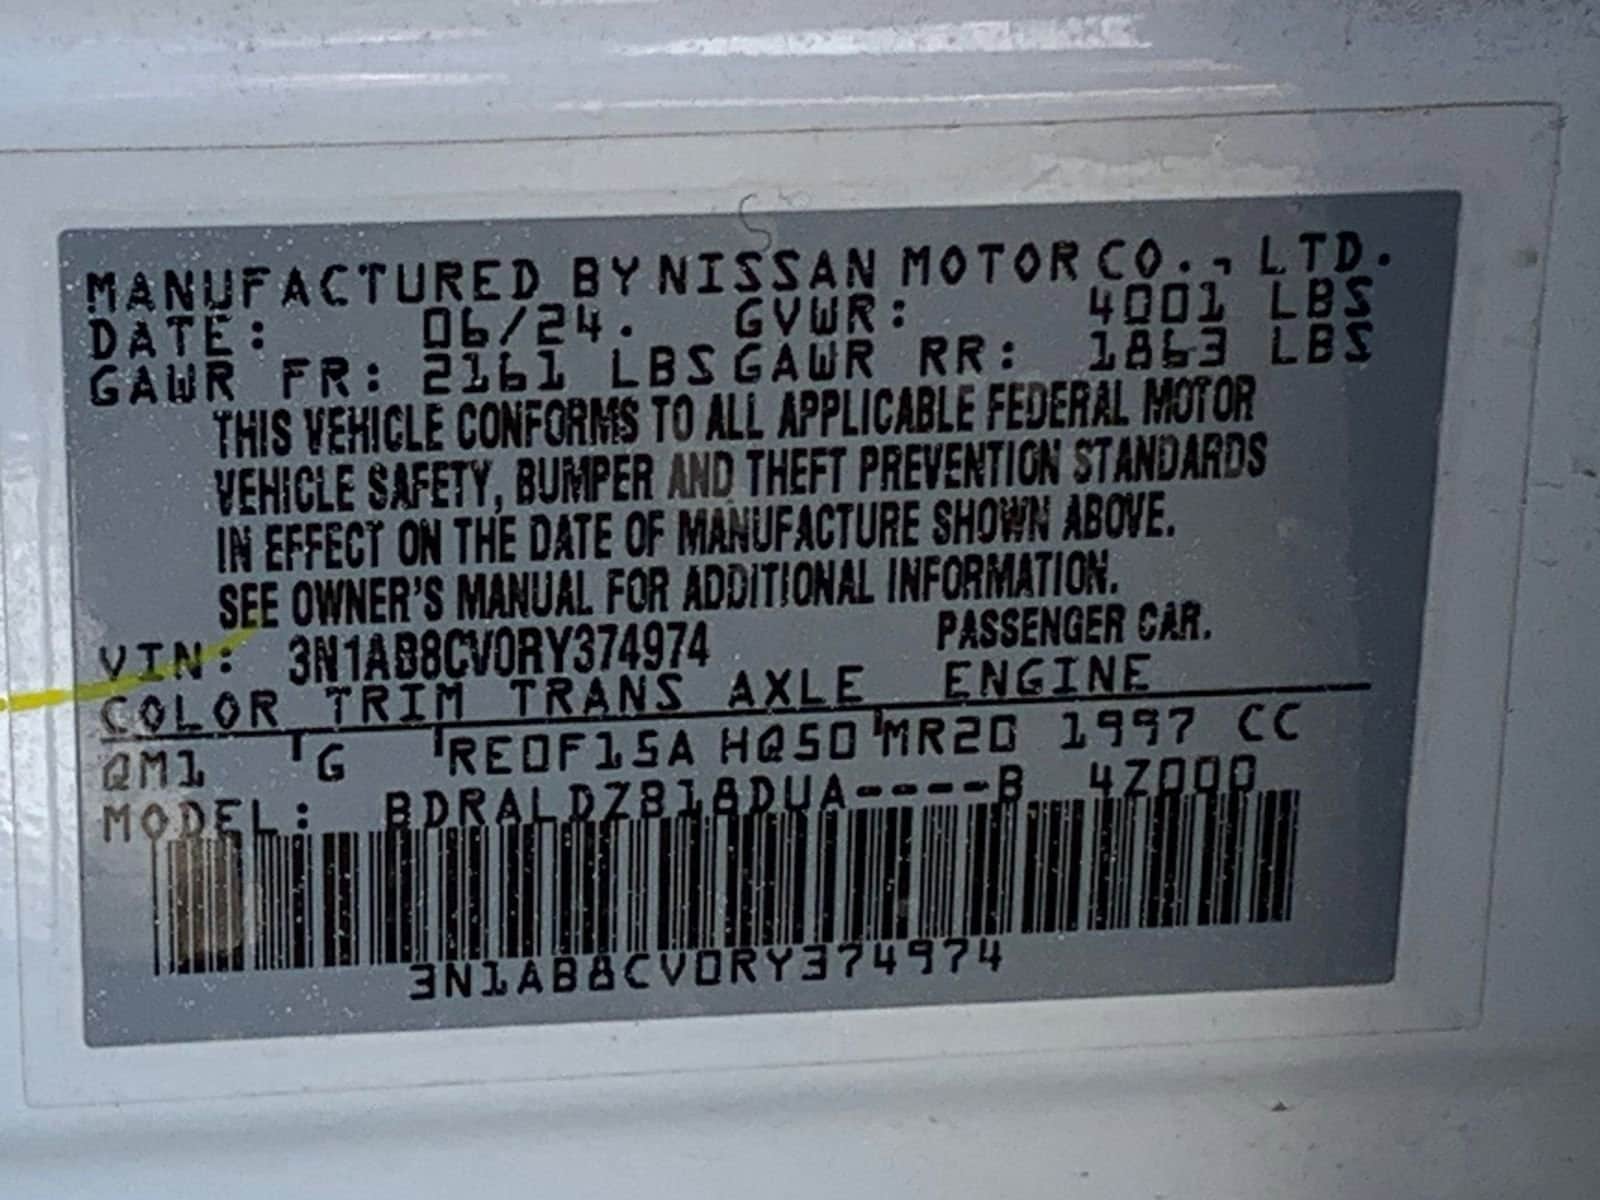 MANUFACTURED BY NISSAN MOTOR CO., LTD.
DATE: 06/24. GVWR: 4001 LBS
GAWR FR: 2161 LBS GAWR RR: 1863 LBS
THIS VEHICLE CONFORMS TO ALL APPLICABLE FEDERAL MOTOR
VEHICLE SAFETY, BUMPER AND THEFT PREVENTION STANDARDS
IN EFFECT ON THE DATE OF MANUFACTURE SHOWN ABOVE.
SEE OWNER'S MANUAL FOR ADDITIONAL INFORMATION.
VIN: 3N1AB8CV0RY374974 PASSENGER CAR.
COLOR TRIM TRANS AXLE ENGINE
QM1 G RE0F15A HQ50 MR20 1997 CC
MODEL: BDRALDZ818DUA----B 4Z000
3N1AB8CV0RY374974